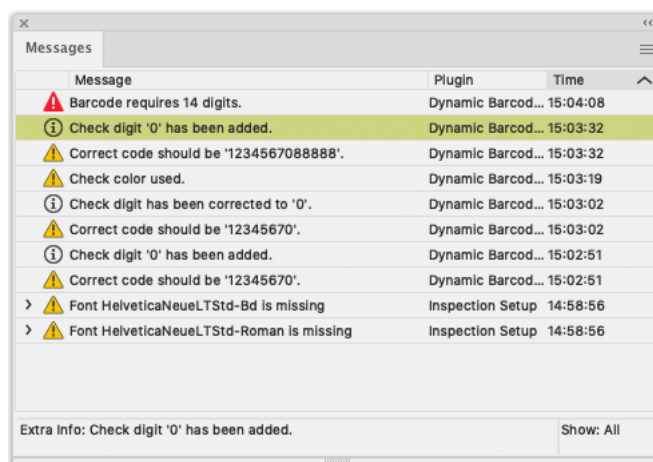 Messages
Message Plugin Time
Barcode requires 14 digits. Dynamic Barcod... 15:04:08
Check digit '0' has been added. Dynamic Barcod... 15:03:32
Correct code should be '1234567088888'. Dynamic Barcod... 15:03:32
Check color used. Dynamic Barcod... 15:03:19
Check digit has been corrected to '0'. Dynamic Barcod... 15:03:02
Correct code should be '12345670'. Dynamic Barcod... 15:03:02
Check digit '0' has been added. Dynamic Barcod... 15:02:51
Correct code should be '12345670'. Dynamic Barcod... 15:02:51
Font HelveticaNeueLTStd-Bd is missing Inspection Setup 14:58:56
Font HelveticaNeueLTStd-Roman is missing Inspection Setup 14:58:56
Extra Info: Check digit '0' has been added. Show: All